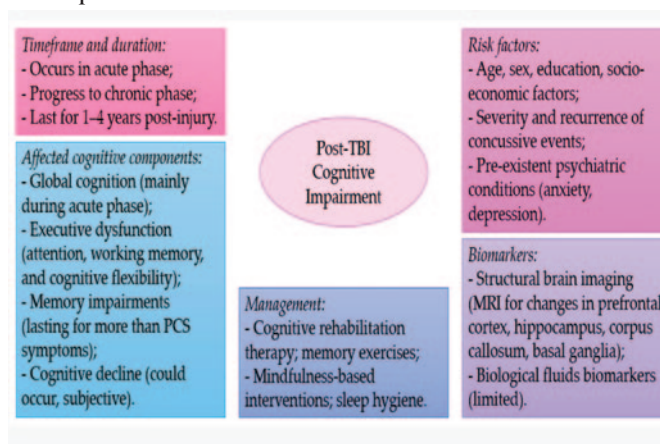 Timeframe and duration:
- Occurs in acute phase;
- Progress to chronic phase;
- Last for 1–4 years post-injury.
Affected cognitive components:
- Global cognition (mainly
during acute phase);
- Executive dysfunction
(attention, working memory,
and cognitive flexibility);
- Memory impairments
(lasting for more than PCS
symptoms);
- Cognitive decline (could
occur, subjective).
Post-TBI
Cognitive
Impairment
Management:
- Cognitive rehabilitation
therapy; memory exercises;
- Mindfulness-based
interventions; sleep hygiene.
Risk factors:
- Age, sex, education, socio-
economic factors;
- Severity and recurrence of
concussive events;
- Pre-existent psychiatric
conditions (anxiety,
depression).
Biomarkers:
- Structural brain imaging
(MRI for changes in prefrontal
cortex, hippocampus, corpus
callosum, basal ganglia);
- Biological fluids biomarkers
(limited).